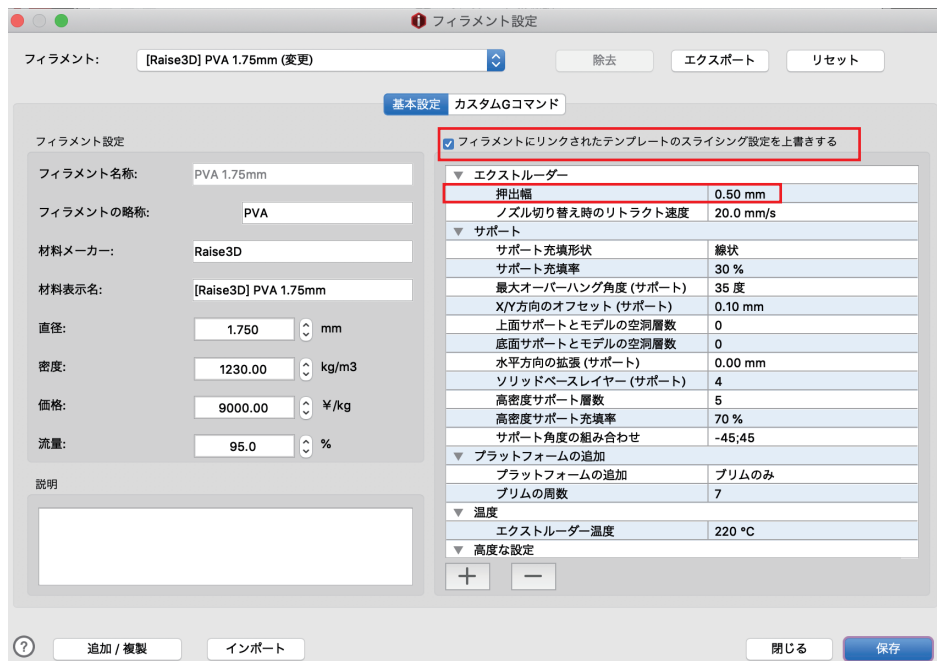 フィラメント設定
フィラメント:
[Raise3D] PVA 1.75mm (変更)
除去
エクスポート
リセット
基本設定
カスタムGコマンド
フィラメント設定
フィラメント名称:
PVA 1.75mm
フィラメントの略称:
PVA
材料メーカー:
Raise3D
材料表示名:
[Raise3D] PVA 1.75mm
直径:
1.750
mm
密度:
1230.00
kg/m3
価格:
9000.00
¥/kg
流量:
95.0
%
説明
フィラメントにリンクされたテンプレートのスライシング設定を上書きする
エクストルーダー
押出幅 0.50 mm
ノズル切り替え時のリトラクト速度 20.0 mm/s
サポート
サポート充填形状 線状
サポート充填率 30 %
最大オーバーハング角度 (サポート) 35 度
X/Y方向のオフセット (サポート) 0.10 mm
上面サポートとモデルの空洞層数 0
底面サポートとモデルの空洞層数 0
水平方向の拡張 (サポート) 0.00 mm
ソリッドベースレイヤー (サポート) 4
高密度サポート層数 5
高密度サポート充填率 70 %
サポート角度の組み合わせ -45;45
プラットフォームの追加
プラットフォームの追加 ブリムのみ
ブリムの周数 7
温度
エクストルーダー温度 220 °C
高度な設定
?
追加 / 複製
インポート
閉じる
保存